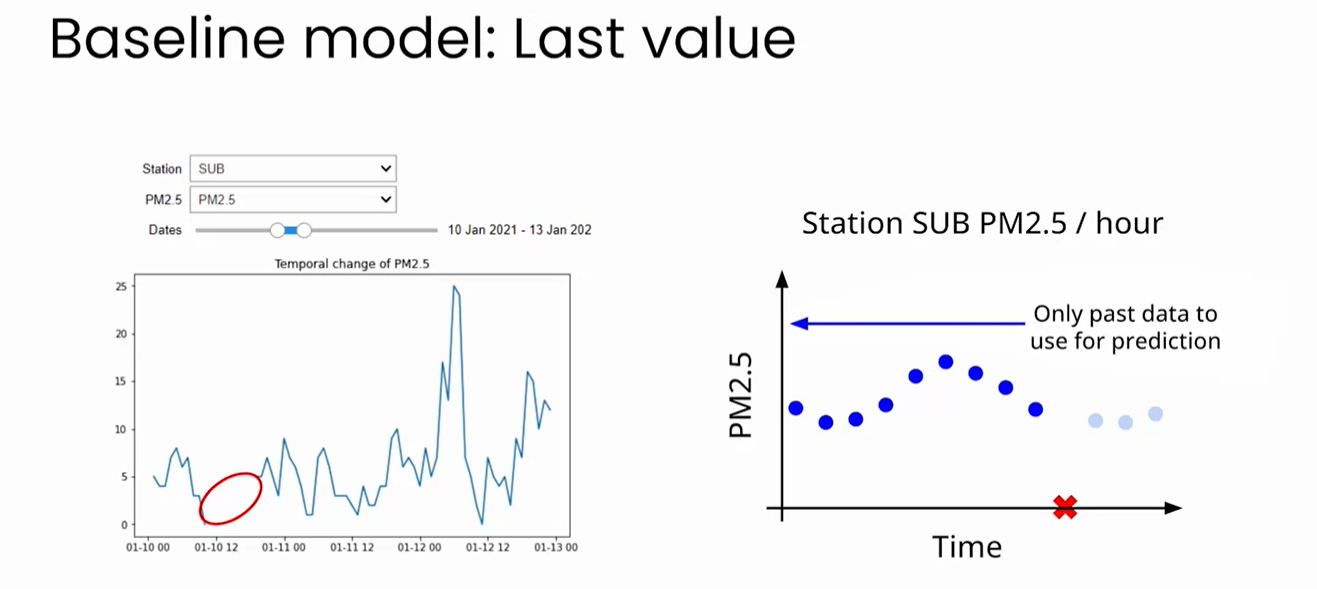 Baseline model: Last value
Station SUB
PM2.5 PM2.5
Dates 10 Jan 2021 - 13 Jan 202
Temporal change of PM2.5
25
20
15
10
5
0
01-10 00 01-10 12 01-11 00 01-11 12 01-12 00 01-12 12 01-13 00
Station SUB PM2.5 / hour
Only past data to
use for prediction
PM2.5
Time